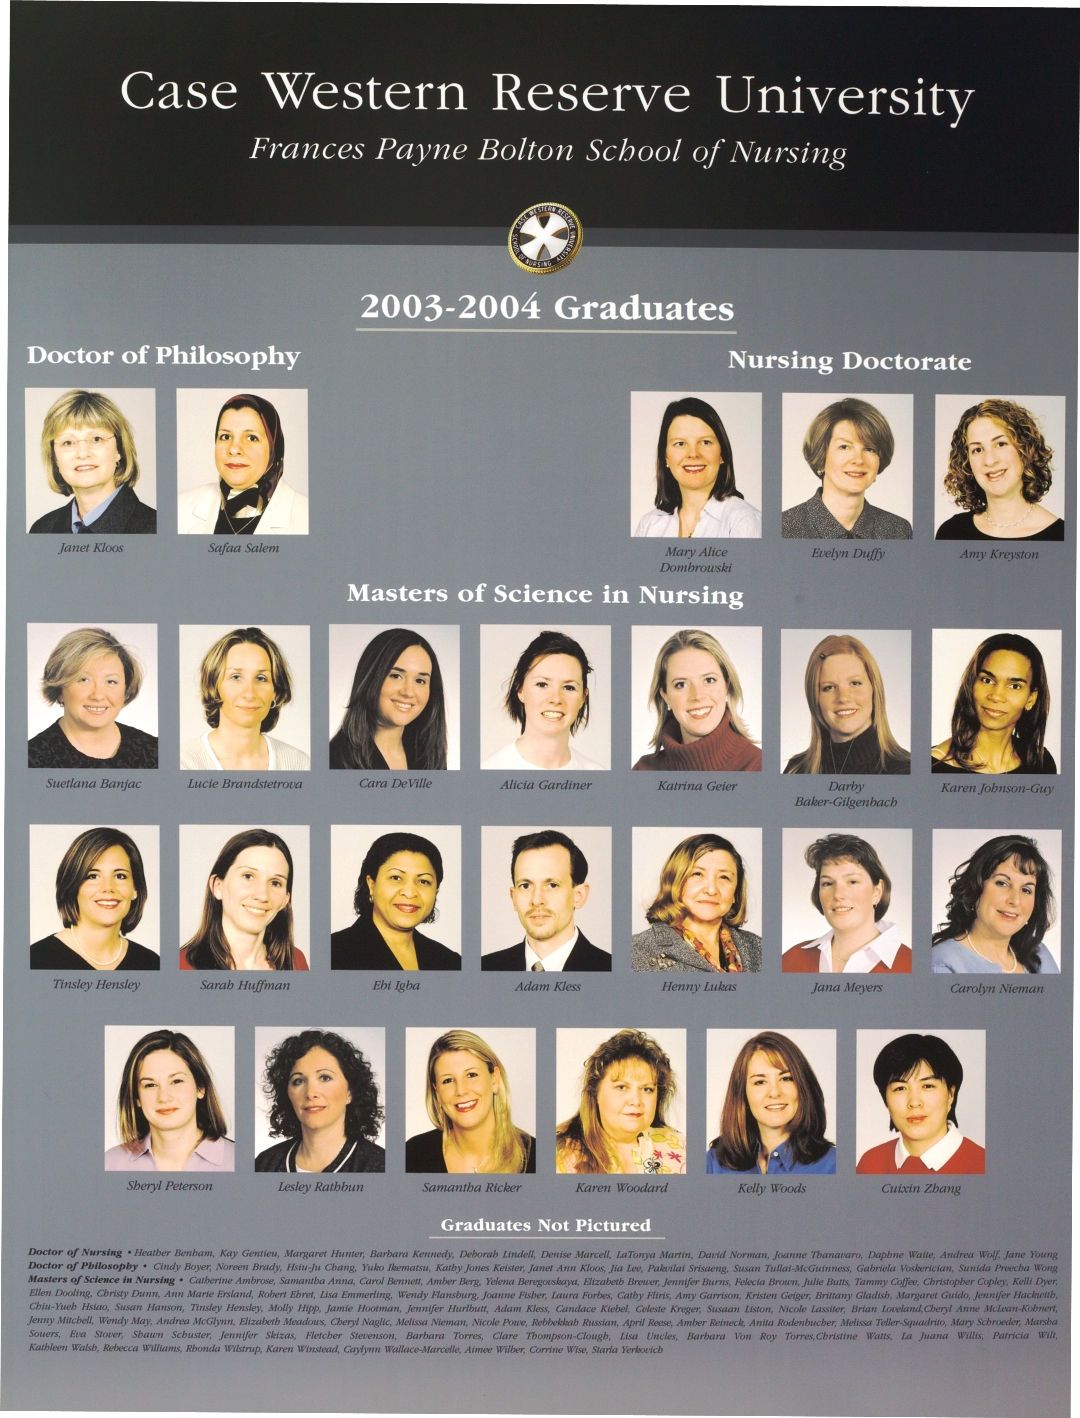 Case Western Reserve University
Frances Payne Bolton School of Nursing
CASE WESTERN RESERVE UNIVERSITY
SCHOOL OF NURSING
2003-2004 Graduates
Doctor of Philosophy
Nursing Doctorate
Janet Kloos
Safaa Salem
Mary Alice
Dombrowski
Evelyn Duffy
Amy Kreyston
Masters of Science in Nursing
Suetlana Banjac
Lucie Brandstetrova
Cara DeVille
Alicia Gardiner
Katrina Geier
Darby
Baker-Gilgenbach
Karen Johnson-Guy
Tinsley Hensley
Sarah Huffman
Ebi Igba
Adam Kless
Henny Lukas
Jana Meyers
Carolyn Nieman
Sheryl Peterson
Lesley Rathbun
Samantha Ricker
Karen Woodard
Kelly Woods
Cuixin Zhang
Graduates Not Pictured
Doctor of Nursing • Heather Benham, Kay Gentieu, Margaret Hunter, Barbara Kennedy, Deborah Lindell, Denise Marcell, LaTonya Martin, David Norman, Joanne Thanavaro, Daphne Waite, Andrea Wolf, Jane Young
Doctor of Philosophy • Cindy Boyer, Noreen Brady, Hsiu-Ju Chang, Yuko Ikematsu, Kathy Jones Keister, Janet Ann Kloos, Jia Lee, Pakvilai Srisaeng, Susan Tullai-McGuinness, Gabriela Voskerician, Sunida Preecha Wong
Masters of Science in Nursing • Catherine Ambrose, Samantha Anna, Carol Bennett, Amber Berg, Yelena Beregovskaya, Elizabeth Brewer, Jennifer Burns, Felecia Brown, Julie Butts, Tammy Coffee, Christopher Copley, Kelli Dyer,
Ellen Dooling, Christy Dunn, Ann Marie Ersland, Robert Ehret, Lisa Emmerling, Wendy Flansburg, Joanne Fisher, Laura Forbes, Cathy Fliris, Amy Garrison, Kristen Geiger, Brittany Gladish, Margaret Guido, Jennifer Hackwith,
Chiu-Yueh Hsiao, Susan Hanson, Tinsley Hensley, Molly Hipp, Jamie Hootman, Jennifer Hurlbutt, Adam Kless, Candace Kiebel, Celeste Kreger, Susaan Liston, Nicole Lassiter, Brian Loveland,Cheryl Anne McLean-Kohnert,
Jenny Mitchell, Wendy May, Andrea McGlynn, Elizabeth Meadous, Cheryl Naglic, Melissa Nieman, Nicole Powe, Rehbekkah Russian, April Reese, Amber Reineck, Anita Rodenbucher, Melissa Teller-Squadrito, Mary Schroeder, Marsha
Souers, Eva Stover, Shawn Schuster, Jennifer Skizas, Fletcher Stevenson, Barbara Torres, Clare Thompson-Clough, Lisa Uncles, Barbara Von Roy Torres,Christine Watts, La Juana Willis, Patricia Wilt,
Kathleen Walsh, Rebecca Williams, Rhonda Wilstrup, Karen Winstead, Caylynn Wallace-Marcelle, Aimee Wilber, Corrine Wise, Starla Yerkovich